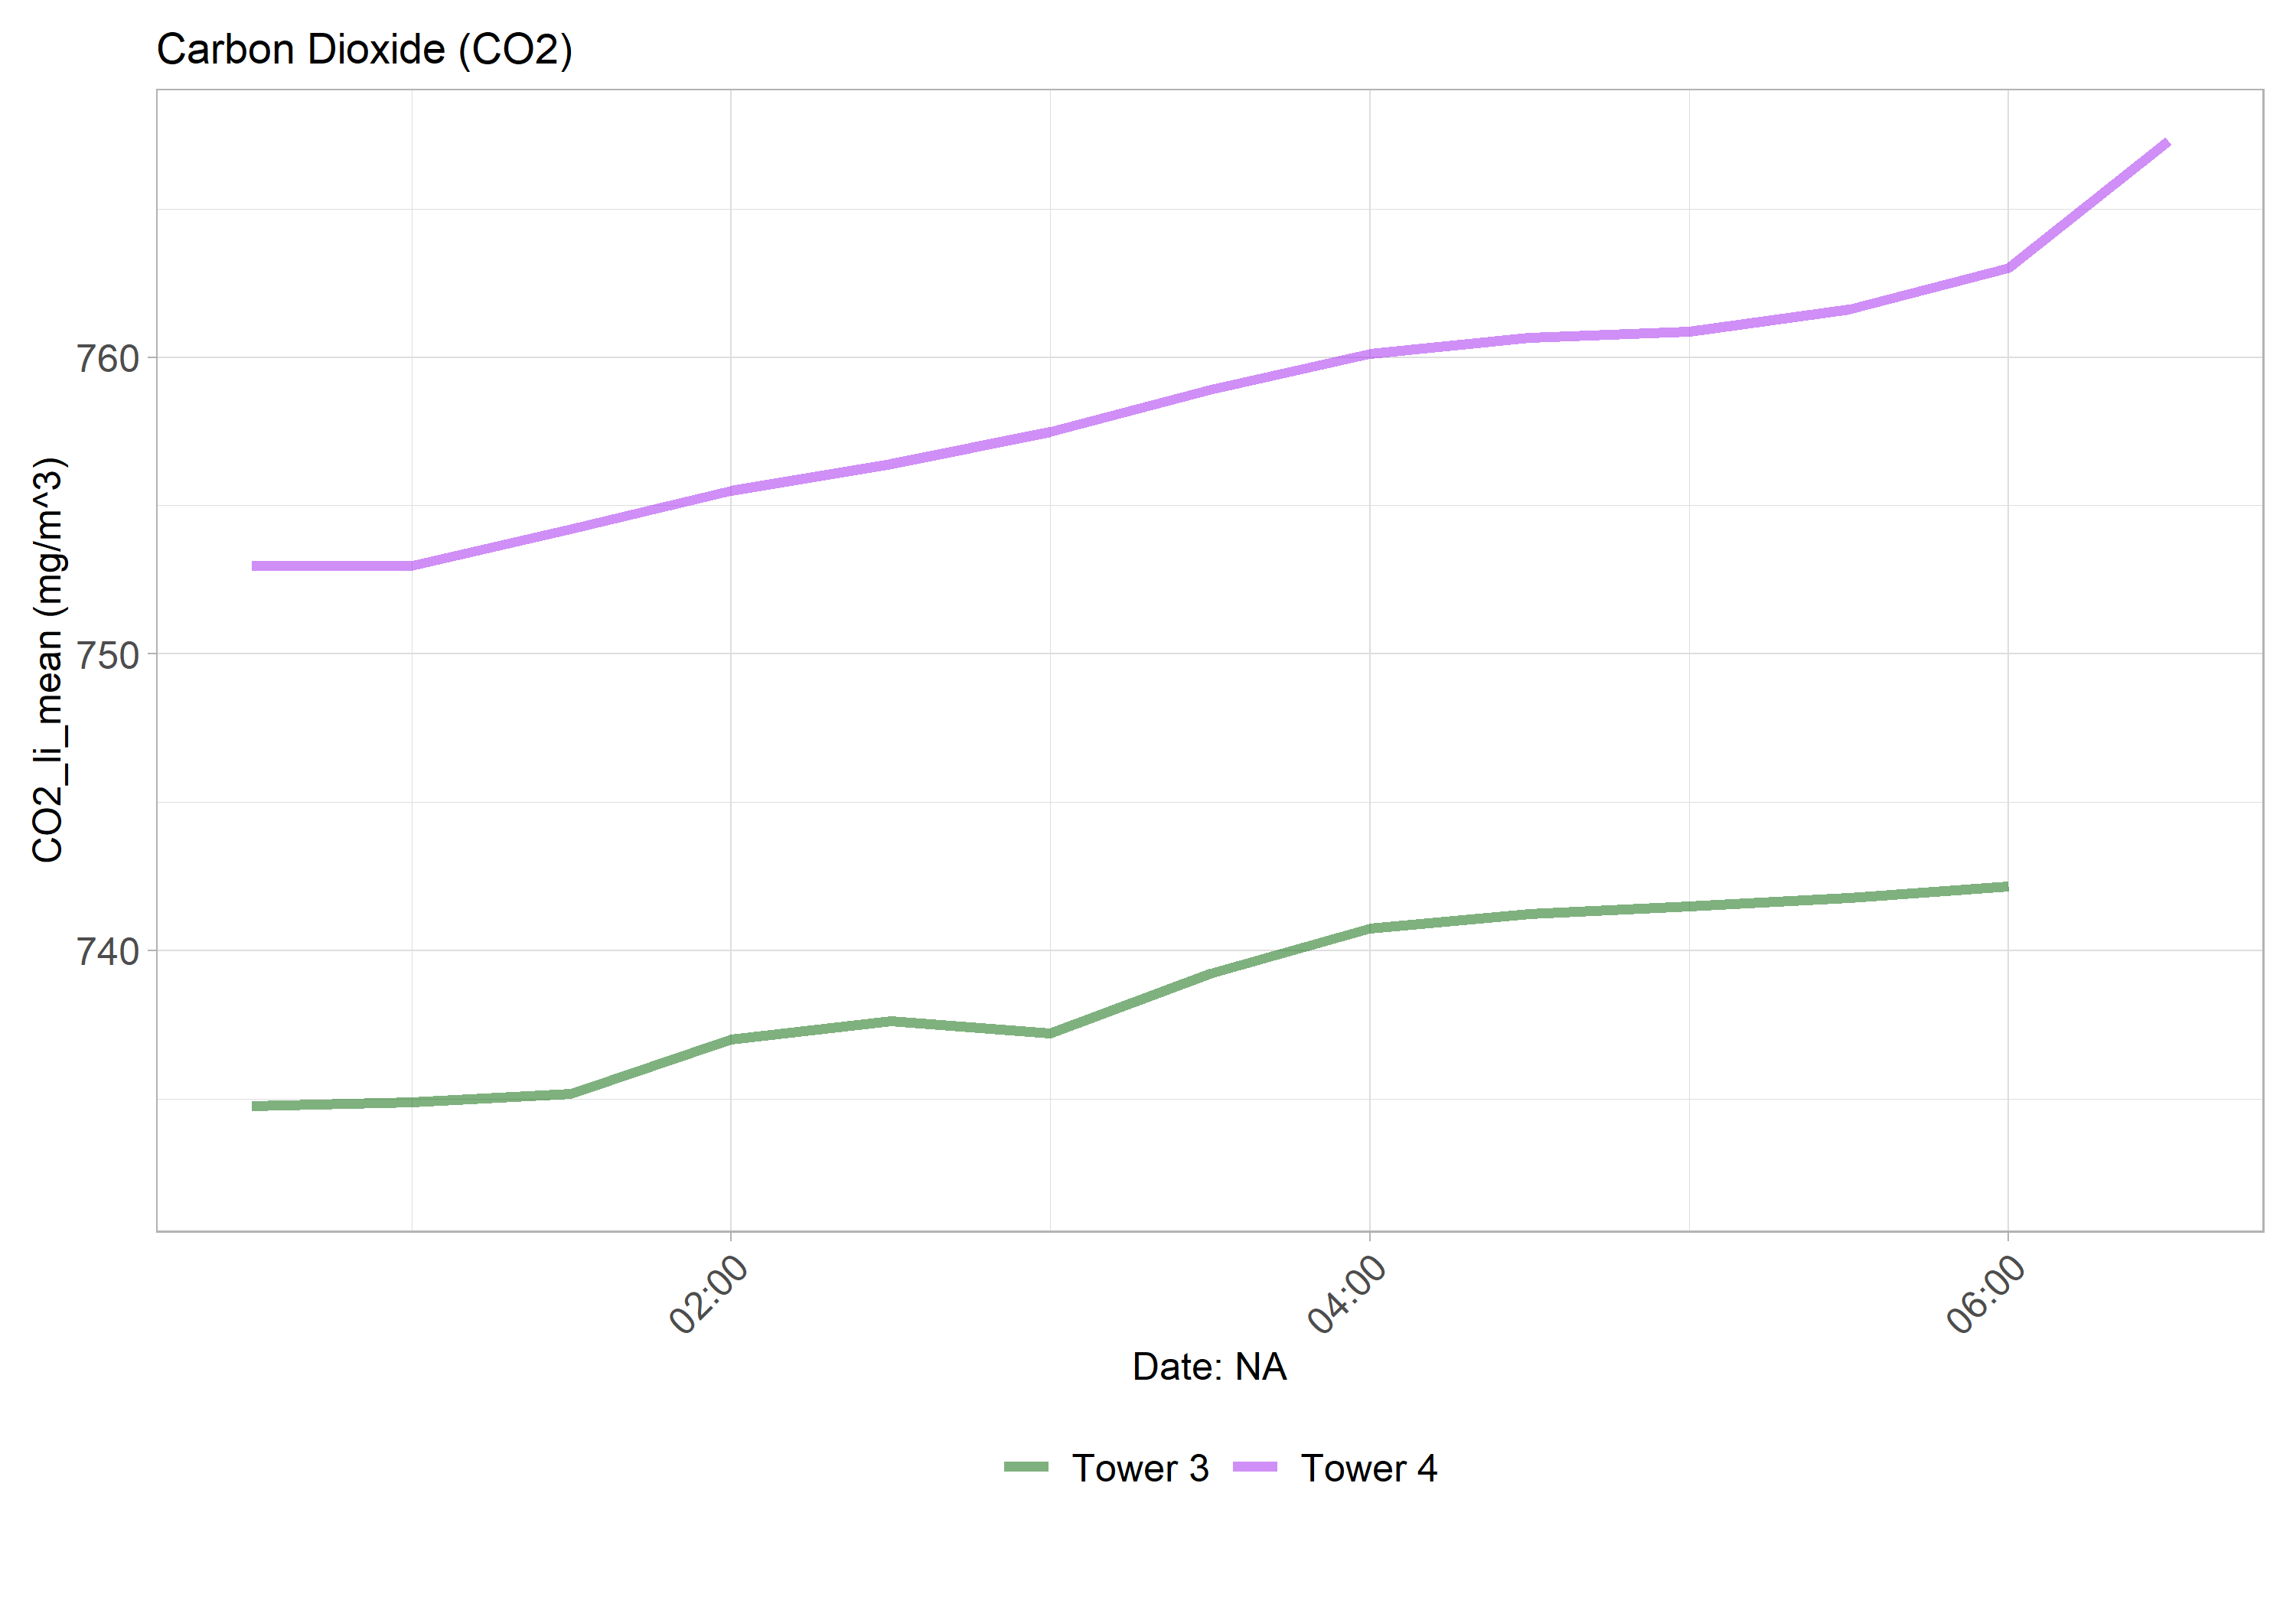 Carbon Dioxide (CO2)
CO2_li_mean (mg/m^3)
760
750
740
02:00
04:00
06:00
Date: NA
Tower 3
Tower 4